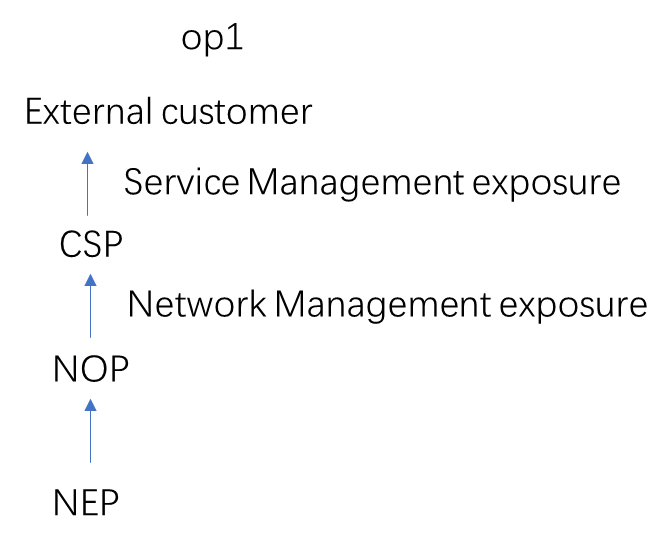 op1
External customer
Service Management exposure
CSP
Network Management exposure
NOP
NEP